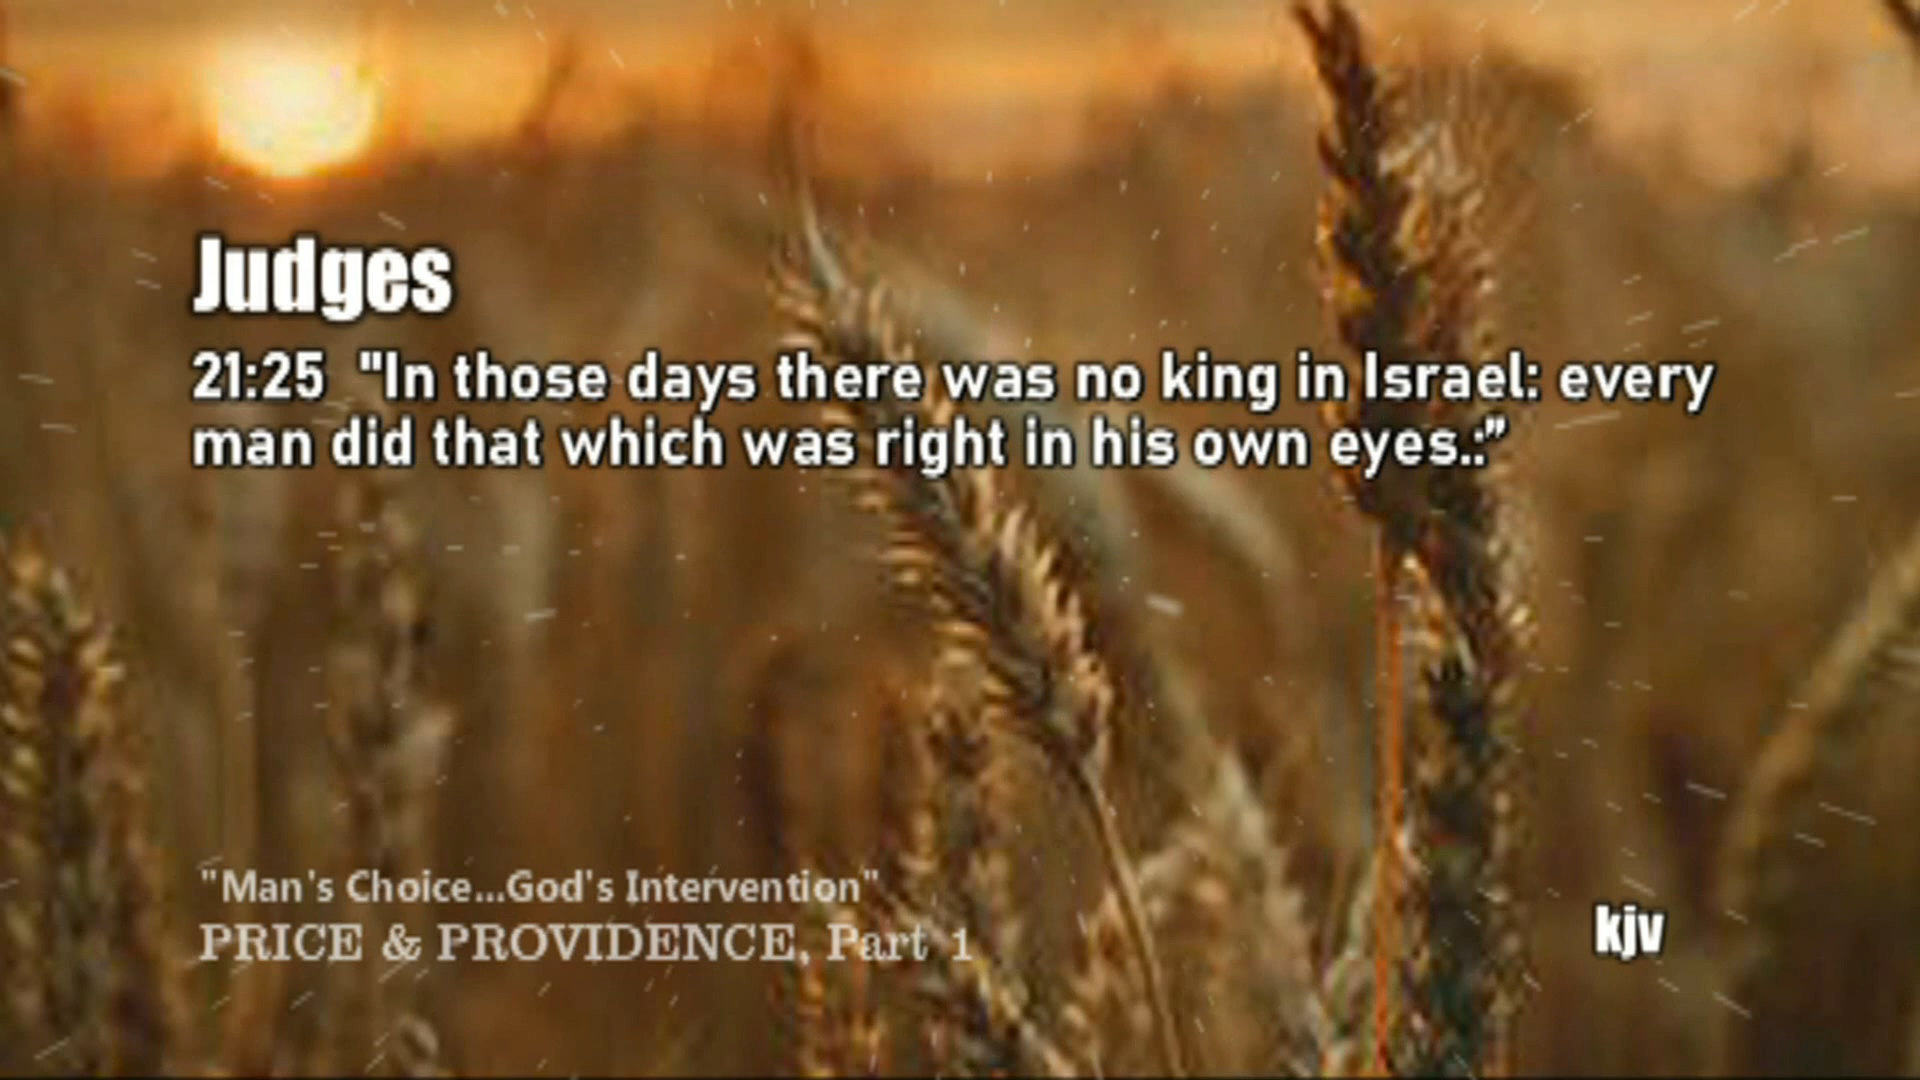 Judges
21:25 "In those days there was no king in Israel: every
man did that which was right in his own eyes.:”
"Man's Choice...God's Intervention"
PRICE & PROVIDENCE, Part 1
kjv